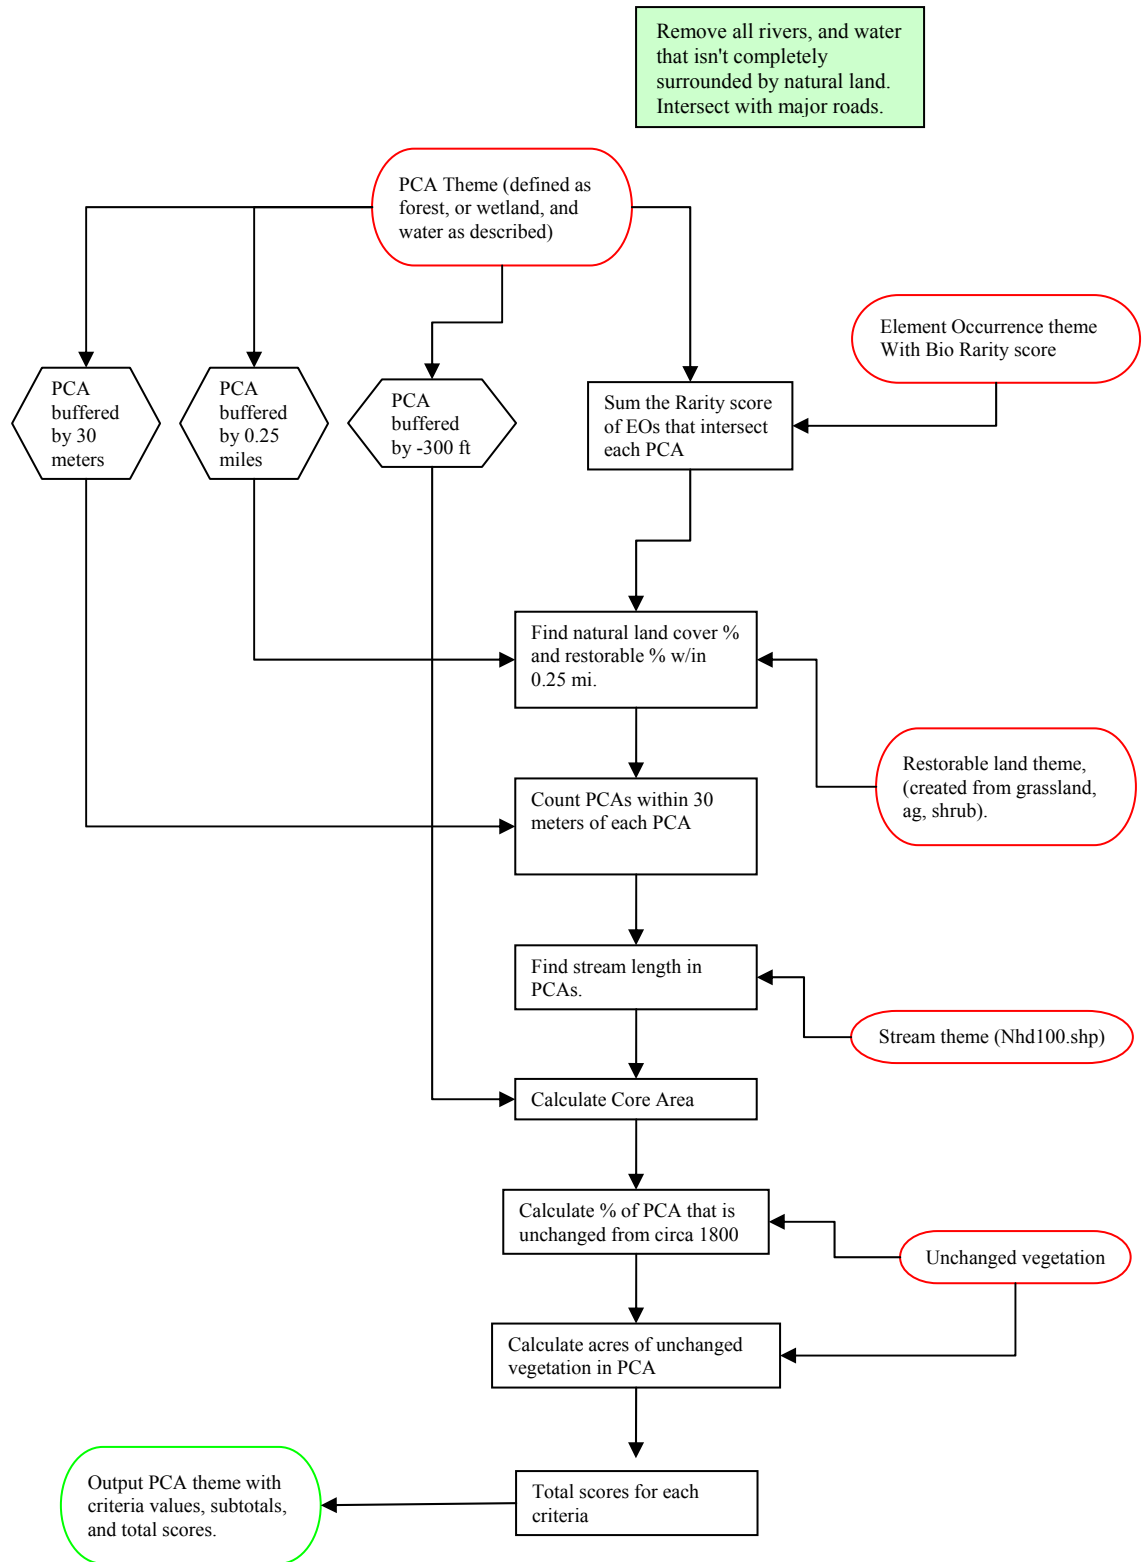 Remove all rivers, and water
that isn't completely
surrounded by natural land.
Intersect with major roads.
PCA Theme (defined as
forest, or wetland, and
water as described)
Element Occurrence theme
With Bio Rarity score
PCA
buffered
by 30
meters
PCA
buffered
by 0.25
miles
PCA
buffered
by -300 ft
Sum the Rarity score
of EOs that intersect
each PCA
Find natural land cover %
and restorable % w/in
0.25 mi.
Restorable land theme,
(created from grassland,
ag, shrub).
Count PCAs within 30
meters of each PCA
Find stream length in
PCAs.
Stream theme (Nhd100.shp)
Calculate Core Area
Calculate % of PCA that is
unchanged from circa 1800
Unchanged vegetation
Calculate acres of unchanged
vegetation in PCA
Total scores for each
criteria
Output PCA theme with
criteria values, subtotals,
and total scores.